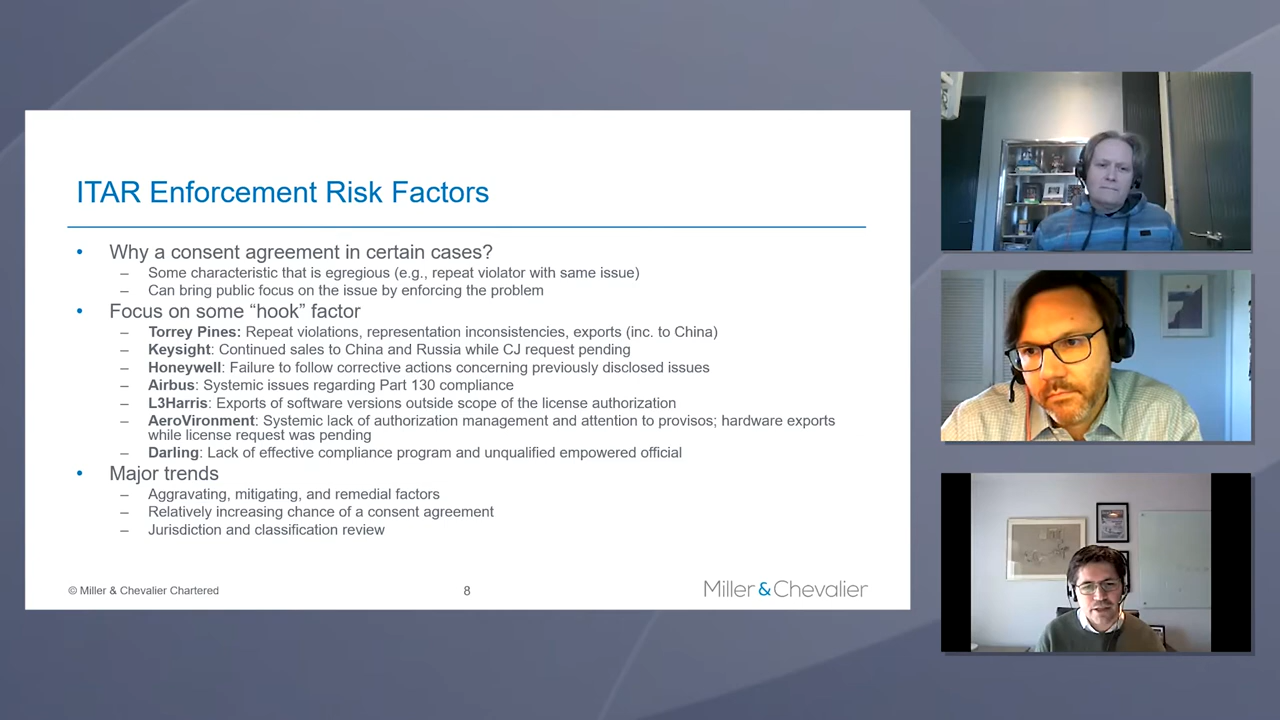 ITAR Enforcement Risk Factors
• Why a consent agreement in certain cases?
– Some characteristic that is egregious (e.g., repeat violator with same issue)
– Can bring public focus on the issue by enforcing the problem
• Focus on some “hook” factor
– Torrey Pines: Repeat violations, representation inconsistencies, exports (inc. to China)
– Keysight: Continued sales to China and Russia while CJ request pending
– Honeywell: Failure to follow corrective actions concerning previously disclosed issues
– Airbus: Systemic issues regarding Part 130 compliance
– L3Harris: Exports of software versions outside scope of the license authorization
– AeroVironment: Systemic lack of authorization management and attention to provisos; hardware exports
while license request was pending
– Darling: Lack of effective compliance program and unqualified empowered official
• Major trends
– Aggravating, mitigating, and remedial factors
– Relatively increasing chance of a consent agreement
– Jurisdiction and classification review
© Miller & Chevalier Chartered
8
Miller&Chevalier